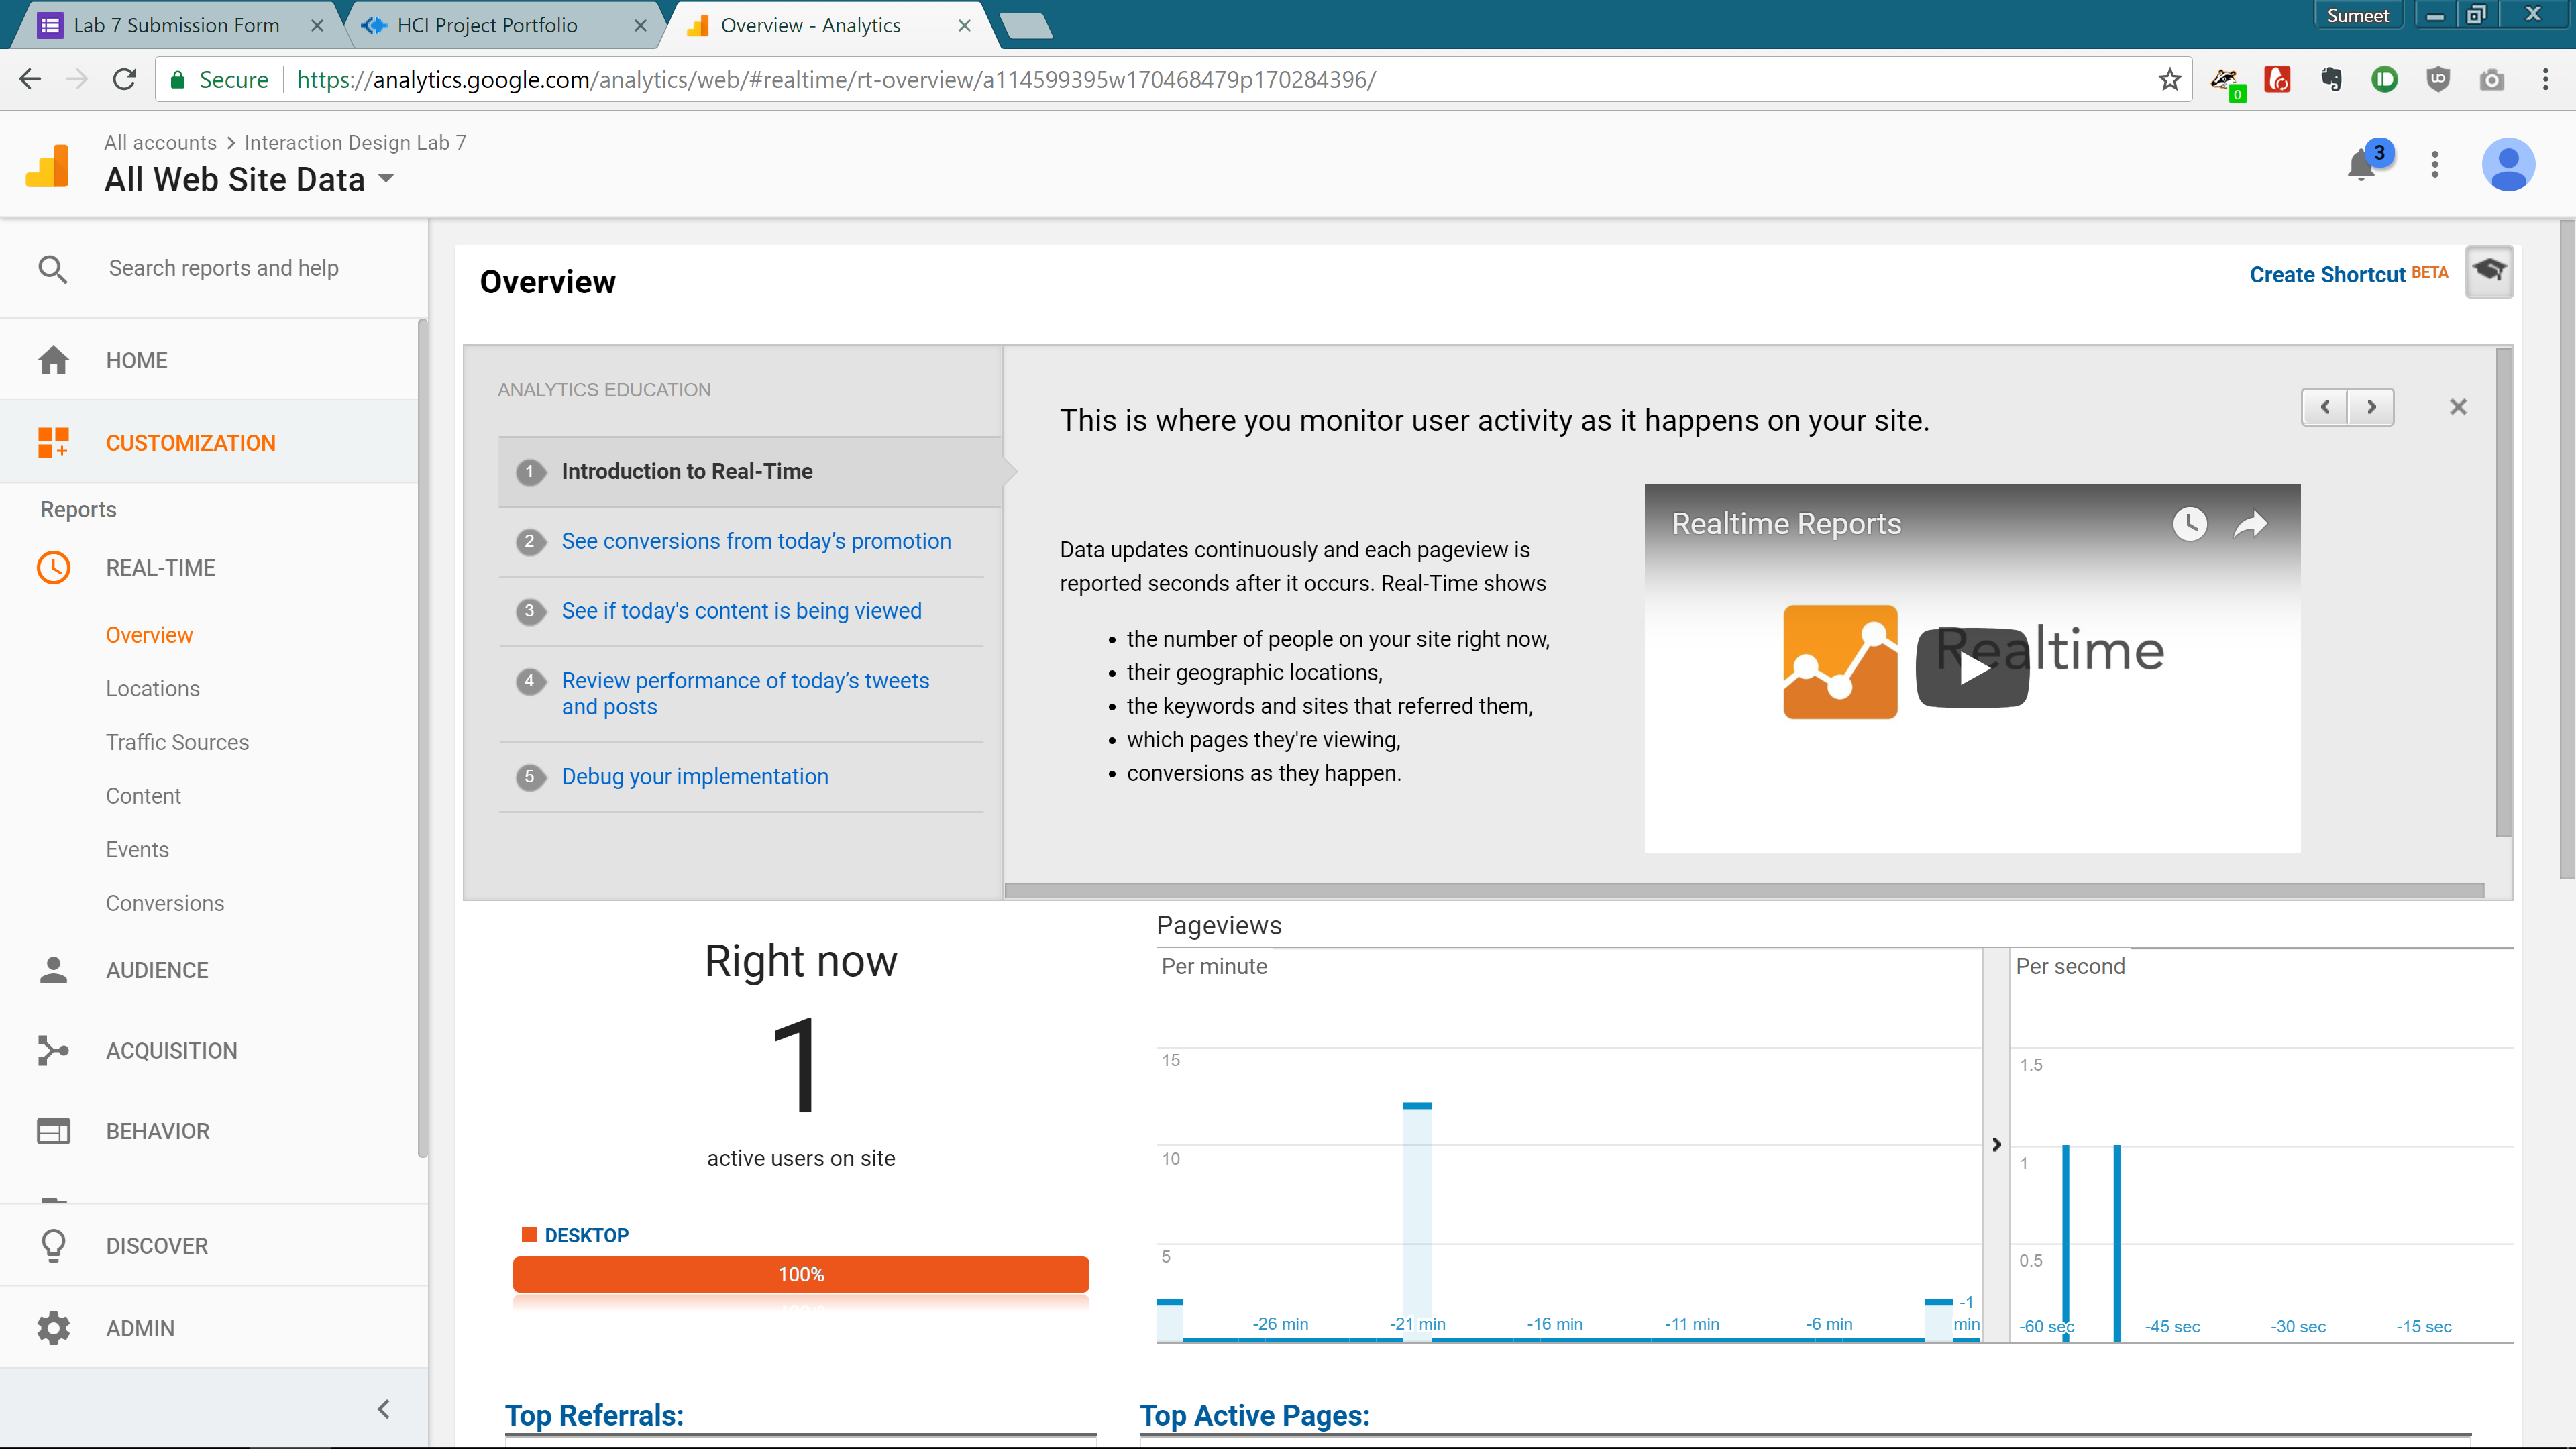 Lab 7 Submission Form
HCI Project Portfolio
Overview - Analytics
Sumeet
Secure
https://analytics.google.com/analytics/web/#realtime/rt-overview/a114599395w170468479p170284396/
0
All accounts > Interaction Design Lab 7
All Web Site Data
3
Search reports and help
HOME
CUSTOMIZATION
Reports
REAL-TIME
Overview
Locations
Traffic Sources
Content
Events
Conversions
AUDIENCE
ACQUISITION
BEHAVIOR
DISCOVER
ADMIN
Overview
Create Shortcut BETA
ANALYTICS EDUCATION
1 Introduction to Real-Time
2 See conversions from today’s promotion
3 See if today's content is being viewed
4 Review performance of today’s tweets
and posts
5 Debug your implementation
This is where you monitor user activity as it happens on your site.
Data updates continuously and each pageview is
reported seconds after it occurs. Real-Time shows
• the number of people on your site right now,
• their geographic locations,
• the keywords and sites that referred them,
• which pages they're viewing,
• conversions as they happen.
Realtime Reports
Realtime
Right now
1
active users on site
DESKTOP
100%
Pageviews
Per minute
15
10
5
-26 min
-21 min
-16 min
-11 min
-6 min
-1
min
Per second
1.5
1
0.5
-60 sec
-45 sec
-30 sec
-15 sec
Top Referrals:
Top Active Pages: